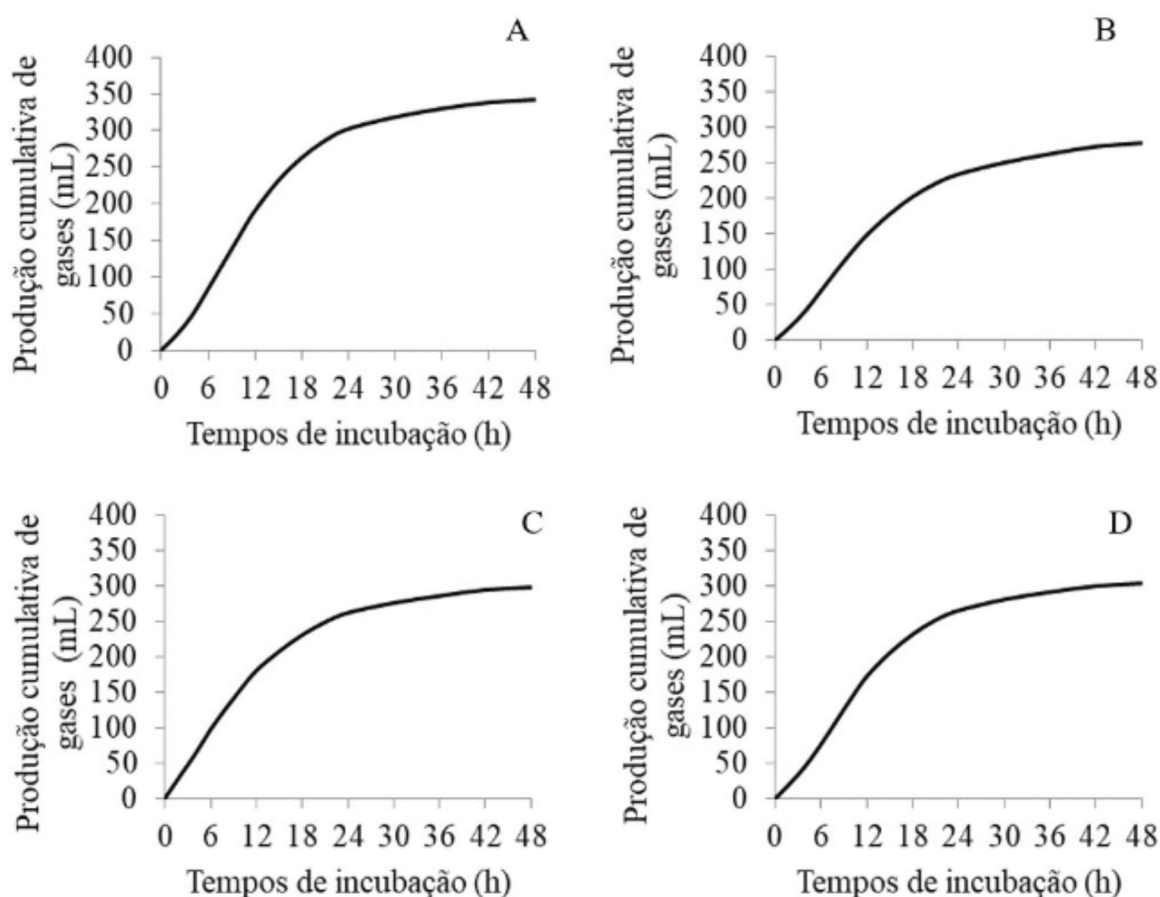 A
Produção cumulativa de
gases (mL)
400
350
300
250
200
150
100
50
0
0 6 12 18 24 30 36 42 48
Tempos de incubação (h)
B
Produção cumulativa de
gases (mL)
400
350
300
250
200
150
100
50
0
0 6 12 18 24 30 36 42 48
Tempos de incubação (h)
C
Produção cumulativa de
gases (mL)
400
350
300
250
200
150
100
50
0
0 6 12 18 24 30 36 42 48
Tempos de incubação (h)
D
Produção cumulativa de
gases (mL)
400
350
300
250
200
150
100
50
0
0 6 12 18 24 30 36 42 48
Tempos de incubação (h)